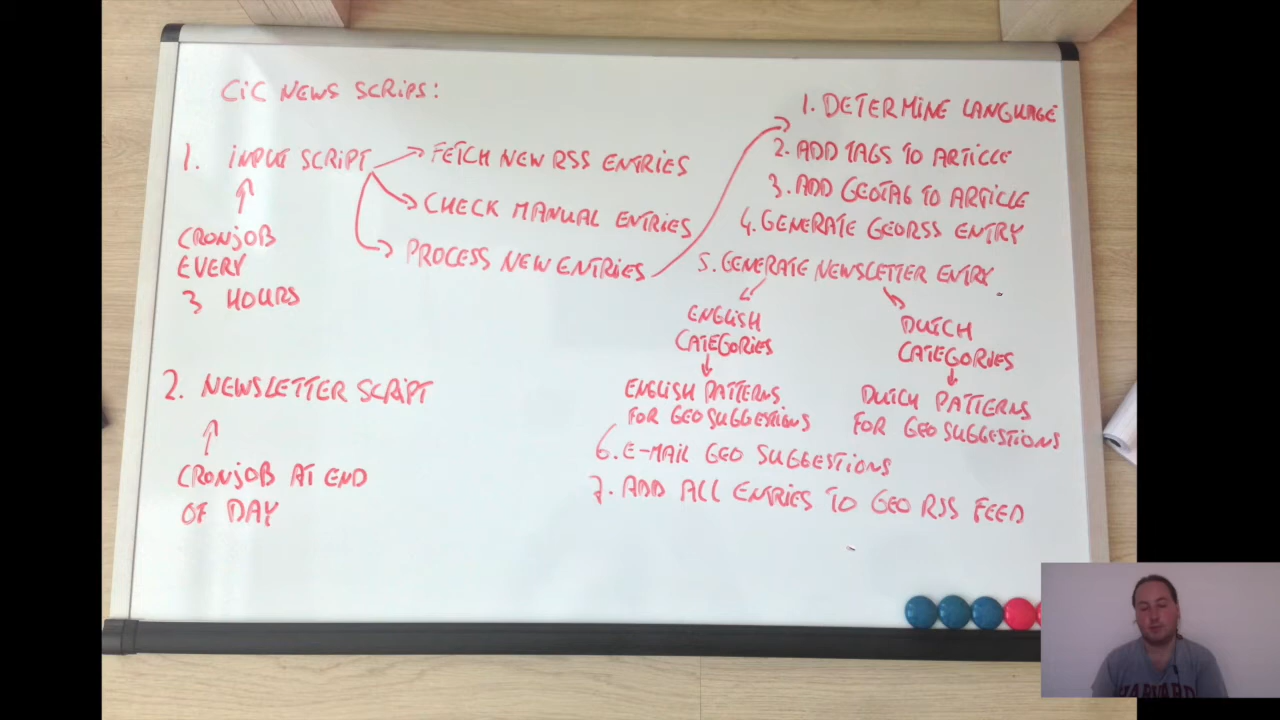 CiC NEWS SCRIPS:
1. INPUT SCRIPT
FETCH NEW RSS ENTRIES
CHECK MANUAL ENTRIES
PROCESS NEW ENTRIES
CRONJOB
EVERY
3 HOURS
1. DETERMINE LANGUAGE
2. ADD TAGS TO ARTICLE
3. ADD GEOTAG TO ARTICLE
4. GENERATE GEORSS ENTRY
5. GENERATE NEWSLETTER ENTRY
ENGLISH
CATEGORIES
ENGLISH PATTERNS
FOR GEO SUGGESTIONS
DUTCH
CATEGORIES
DUTCH PATTERNS
FOR GEO SUGGESTIONS
6. E-MAIL GEO SUGGESTIONS
7. ADD ALL ENTRIES TO GEO RSS FEED
2. NEWSLETTER SCRIPT
CRONJOB AT END
OF DAY
HARVARD